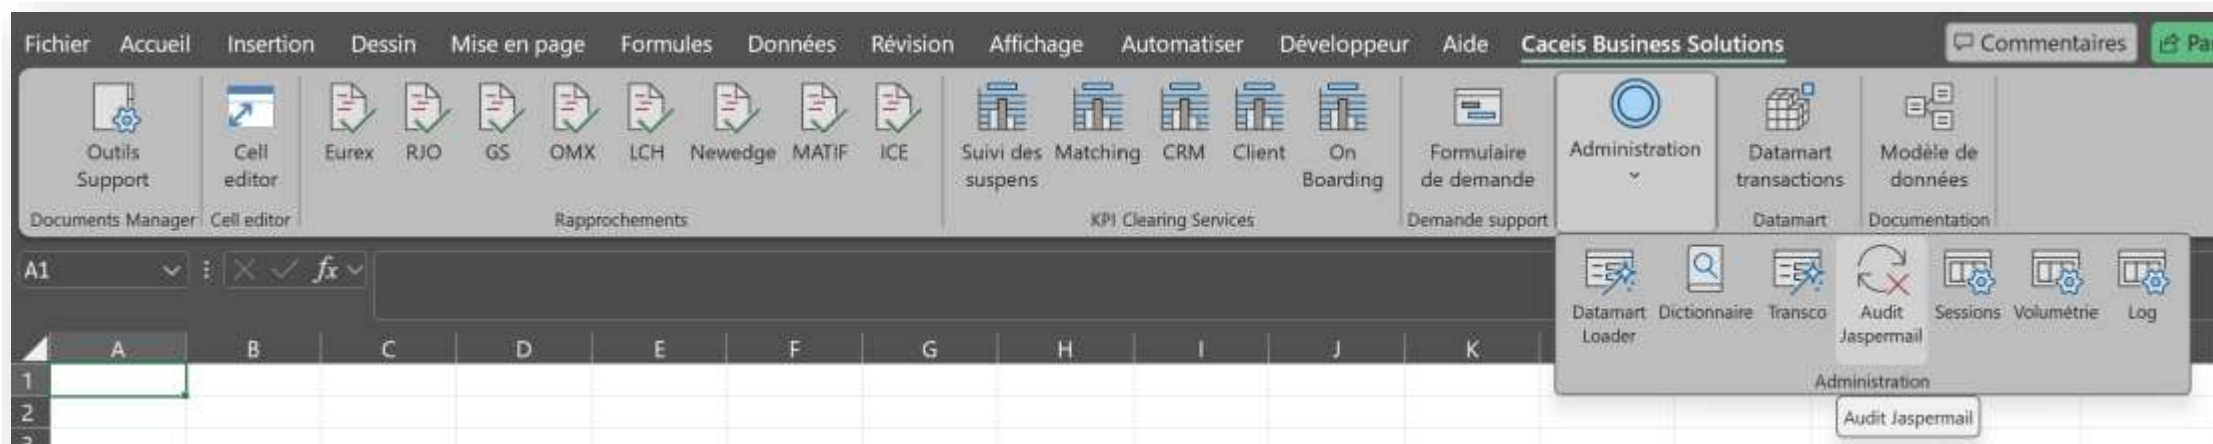 Fichier Accueil Insertion Dessin Mise en page Formules Données Révision Affichage Automatiser Développeur Aide Caceis Business Solutions Commentaires Pa
Outils Support
Cell editor
Eurex RJO GS OMX LCH Newedge MATIF ICE
Suivi des suspens
Matching CRM Client
On Boarding
Formulaire de demande
Administration
Datamart transactions
Modèle de données
Documents Manager Cell editor Rapprochements KPI Clearing Services Demande support Datamart Documentation
A1 fx
Datamart Loader
Dictionnaire Transco
Audit Jaspermail
Sessions Volumétrie Log
Administration
Audit Jaspermail
A B C D E F G H I J K
1
2